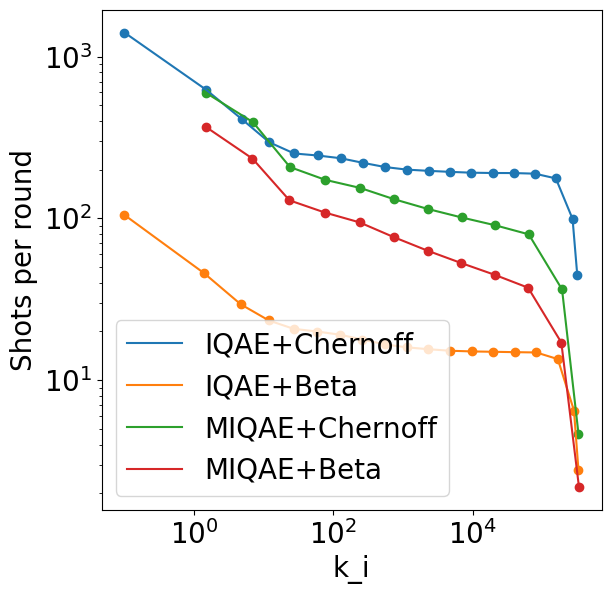 10³
10²
10¹
Shots per round
IQAE+Chernoff
IQAE+Beta
MIQAE+Chernoff
MIQAE+Beta
10⁰ 10² 10⁴
k_i